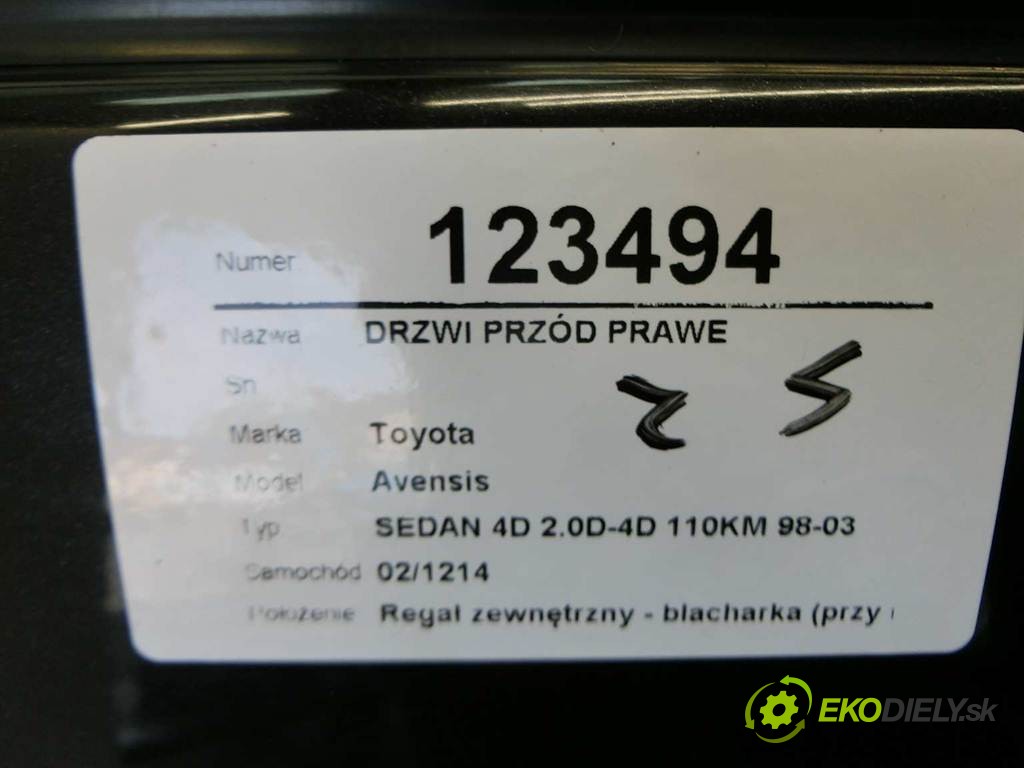 Numer 123494
Nazwa DRZWI PRZÓD PRAWE
Sn
Marka Toyota
Model Avensis
Typ SEDAN 4D 2.0D-4D 110KM 98-03
Samochód 02/1214
Położenie Regał zewnętrzny - blacharka (przy
EKODIELY.sk